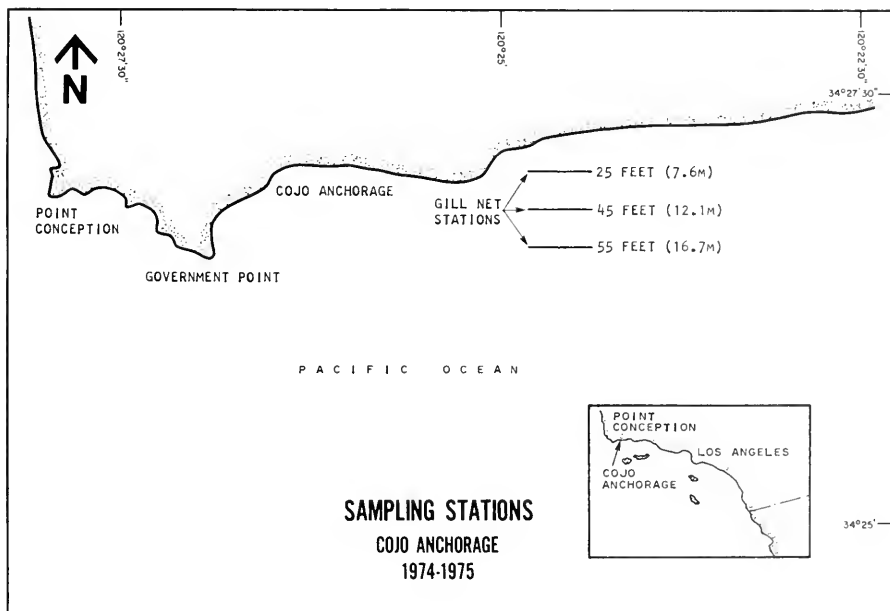 120°27'30"
120°25'
120°22'30"
34°27'30"
N
POINT
CONCEPTION
COJO ANCHORAGE
GOVERNMENT POINT
GILL NET
STATIONS
25 FEET (7.6M)
45 FEET (12.1M)
55 FEET (16.7M)
PACIFIC OCEAN
POINT
CONCEPTION
LOS ANGELES
COJO
ANCHORAGE
34°25'
SAMPLING STATIONS
COJO ANCHORAGE
1974-1975